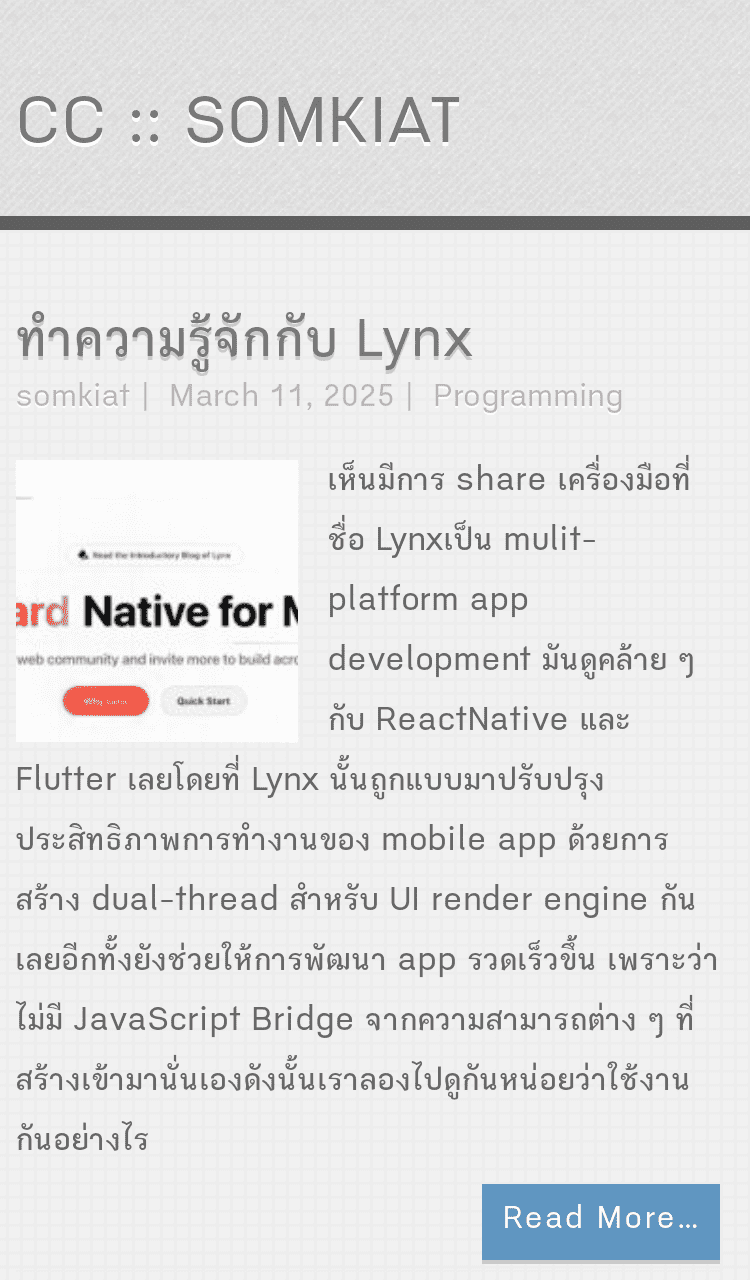 CC :: SOMKIAT
ทำความรู้จักกับ Lynx
somkiat | March 11, 2025 | Programming
Read the Introductory Blog of Lynx
ard Native for M
web community and invite more to build acro
Quick Start
เห็นมีการ share เครื่องมือที่
ชื่อ Lynxเป็น mulit-
platform app
development มันดูคล้าย ๆ
กับ ReactNative และ
Flutter เลยโดยที่ Lynx นั้นถูกแบบมาปรับปรุง
ประสิทธิภาพการทำงานของ mobile app ด้วยการ
สร้าง dual-thread สำหรับ UI render engine กัน
เลยอีกทั้งยังช่วยให้การพัฒนา app รวดเร็วขึ้น เพราะว่า
ไม่มี JavaScript Bridge จากความสามารถต่าง ๆ ที่
สร้างเข้ามานั่นเองดังนั้นเราลองไปดูกันหน่อยว่าใช้งาน
กันอย่างไร
Read More…